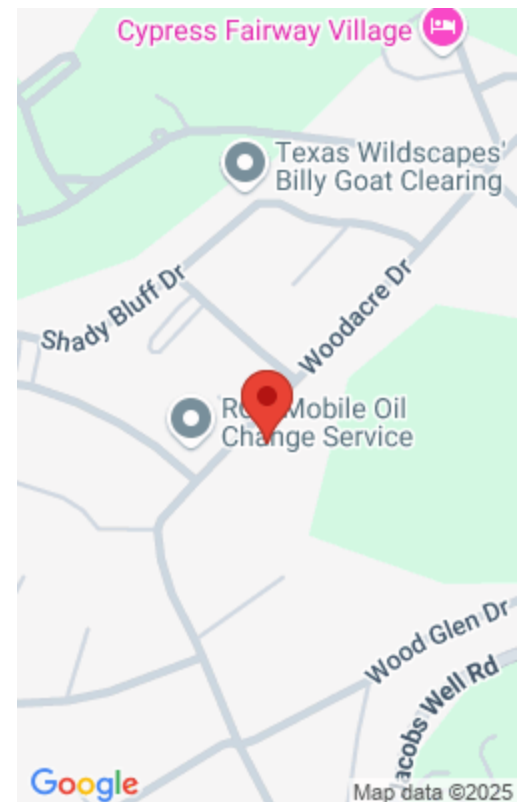 Cypress Fairway Village
Texas Wildscapes'
Billy Goat Clearing
Shady Bluff Dr
Woodacre Dr
Mobile Oil
Change Service
Wood Glen Dr
Well Rd
Google
Map data ©2025